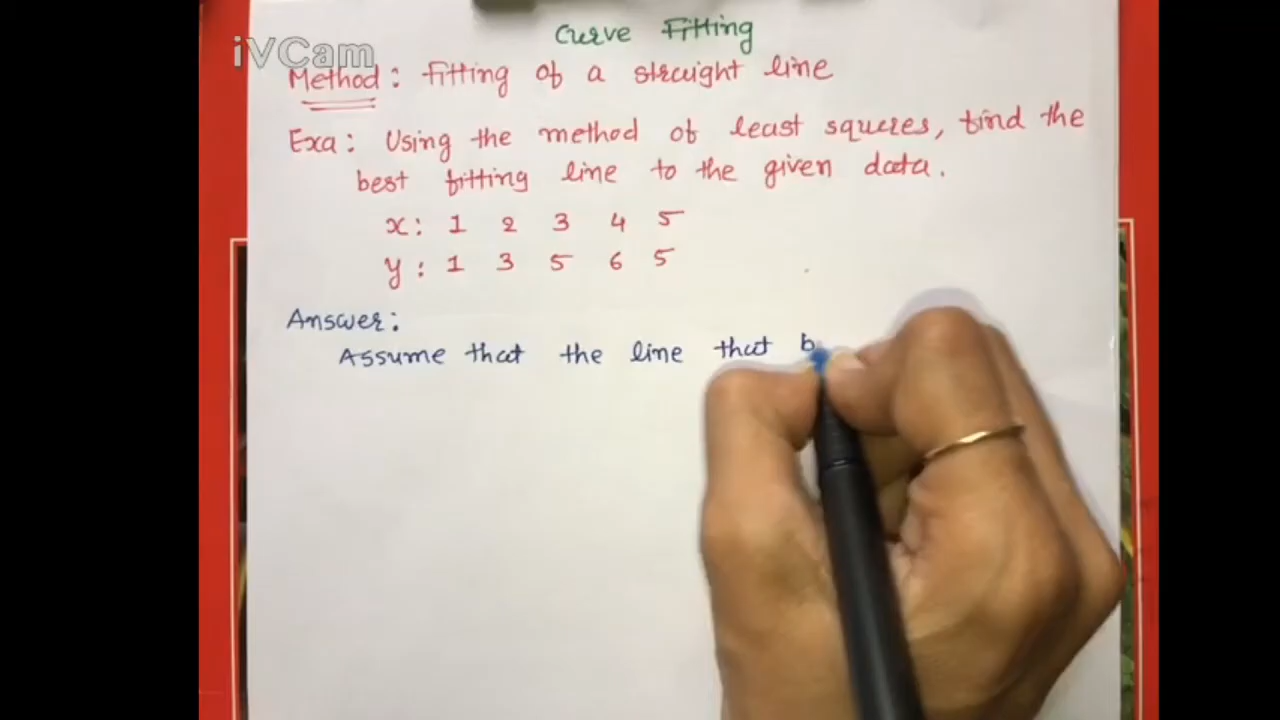 Curve Fitting
iVCam
Method: Fitting of a straight line
Exa: Using the method of least squeres, find the
best fitting line to the given data.
x: 1 2 3 4 5
y: 1 3 5 6 5
Answer:
Assume that the line that b